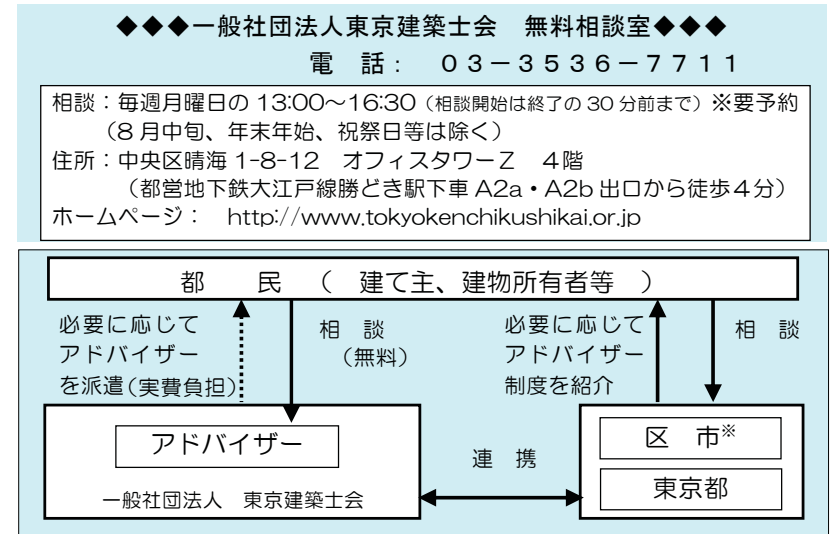 ◆◆◆一般社団法人東京建築士会　無料相談室◆◆◆
電　話：　０３－３５３６－７７１１
相談：毎週月曜日の 13:00～16:30（相談開始は終了の 30 分前まで）※要予約
（8 月中旬、年末年始、祝祭日等は除く）
住所：中央区晴海 1-8-12　オフィスタワーＺ　４階
（都営地下鉄大江戸線勝どき駅下車 A2a・A2b 出口から徒歩４分）
ホームページ：　http://www.tokyokenchikushikai.or.jp
都　民（　建て主、建物所有者等　）
必要に応じて
アドバイザー
を派遣（実費負担）
相　談
（無料）
必要に応じて
アドバイザー
制度を紹介
相　談
アドバイザー
一般社団法人　東京建築士会
連　携
区　市※
東京都